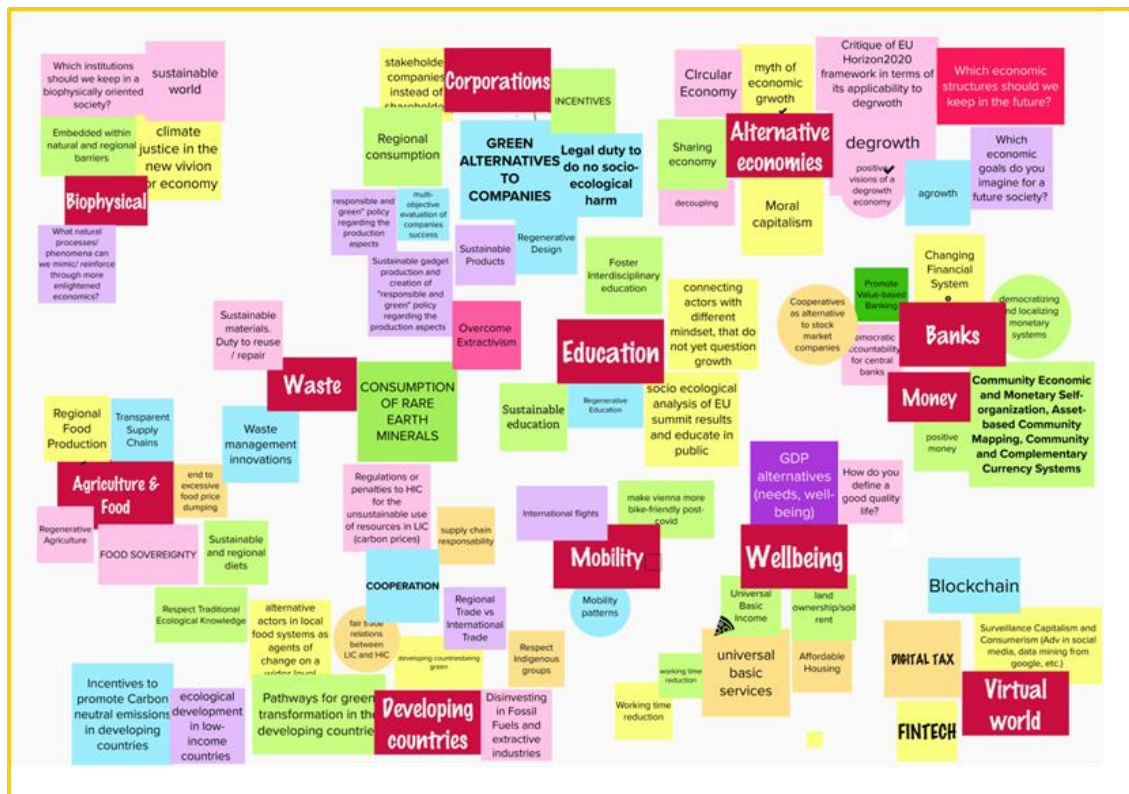 Which institutions
should we keep in a
biophysically oriented
society?
sustainable
world
Embedded within
natural and regional
barriers
climate
justice in the
new vivion
or economy
Biophysical
What natural
processes/
phenomena can
we mimic/ reinforce
through more
enlightened
economics?
stakeholde
companies
instead of
shareholde
Corporations
INCENTIVES
Regional
consumption
GREEN
ALTERNATIVES
TO
COMPANIES
Legal duty to
do no socio-
ecological
harm
responsible and
green" policy
regarding the
production
aspects
multi-
objective
evaluation of
companies
success
Sustainable
Products
Regenerative
Design
Sustainable gadget
production and
creation of
"responsible and
green" policy
regarding the
production aspects
Overcome
Extractivism
CIrcular
Economy
myth of
economic
grwoth
Critique of EU
Horizon2020
framework in terms of
its applicability to
degrwoth
Which economic
structures should we
keep in the future?
Sharing
economy
Alternative
economies
degrowth
positive
visions of a
degrowth
economy
decoupling
Moral
capitalism
agrowth
Which
economic
goals do you
imagine for a
future society?
Foster
Interdisciplinary
education
connecting
actors with
different
mindset, that do
not yet question
growth
Education
Sustainable
education
Regenerative
Education
socio ecological
analysis of EU
summit results
and educate in
public
Changing
Financial
System
Promote
Value-based
Banking
Cooperatives
as alternative
to stock
market
companies
democratizing
and localizing
monetary
systems
democratic
accountability
for central
banks
Banks
Money
positive
money
Community Economic
and Monetary Self-
organization, Asset-
based Community
Mapping, Community
and Complementary
Currency Systems
Sustainable
materials.
Duty to reuse
/ repair
Waste
CONSUMPTION
OF RARE
EARTH
MINERALS
Waste
management
innovations
Regional
Food
Production
Transparent
Supply
Chains
Agriculture &
Food
end to
excessive
food price
dumping
Regenerative
Agriculture
FOOD SOVEREIGNTY
Sustainable
and regional
diets
Regulations or
penalties to HIC for
the unsustainable use
of resources in LIC
(carbon prices)
supply chain
responsability
COOPERATION
Regional
Trade vs
International
Trade
International flights
make vienna more
bike-friendly post-
covid
Mobility
Mobility
patterns
GDP
alternatives
(needs, well-
being)
How do you
define a
good quality
life?
Wellbeing
Universal
Basic
Income
land
ownership/soil
rent
universal
basic
services
Affordable
Housing
working time
reduction
Working time
reduction
Respect Traditional
Ecological Knowledge
alternative
actors in local
food systems as
agents of
change on a
wider level
fair trade
relations
between
LIC and HIC
developing countriesbeing
green
Respect
Indigenous
groups
Incentives to
promote Carbon
neutral emissions
in developing
countries
ecological
development
in low-
income
countries
Pathways for green
transformation in the
developing countrie
Developing
countries
Disinvesting
in Fossil
Fuels and
extractive
industries
Blockchain
DIGITAL TAX
Surveillance Capitalism
and Consumerism (Adv in social
media, data mining from
google, etc.)
FINTECH
Virtual
world